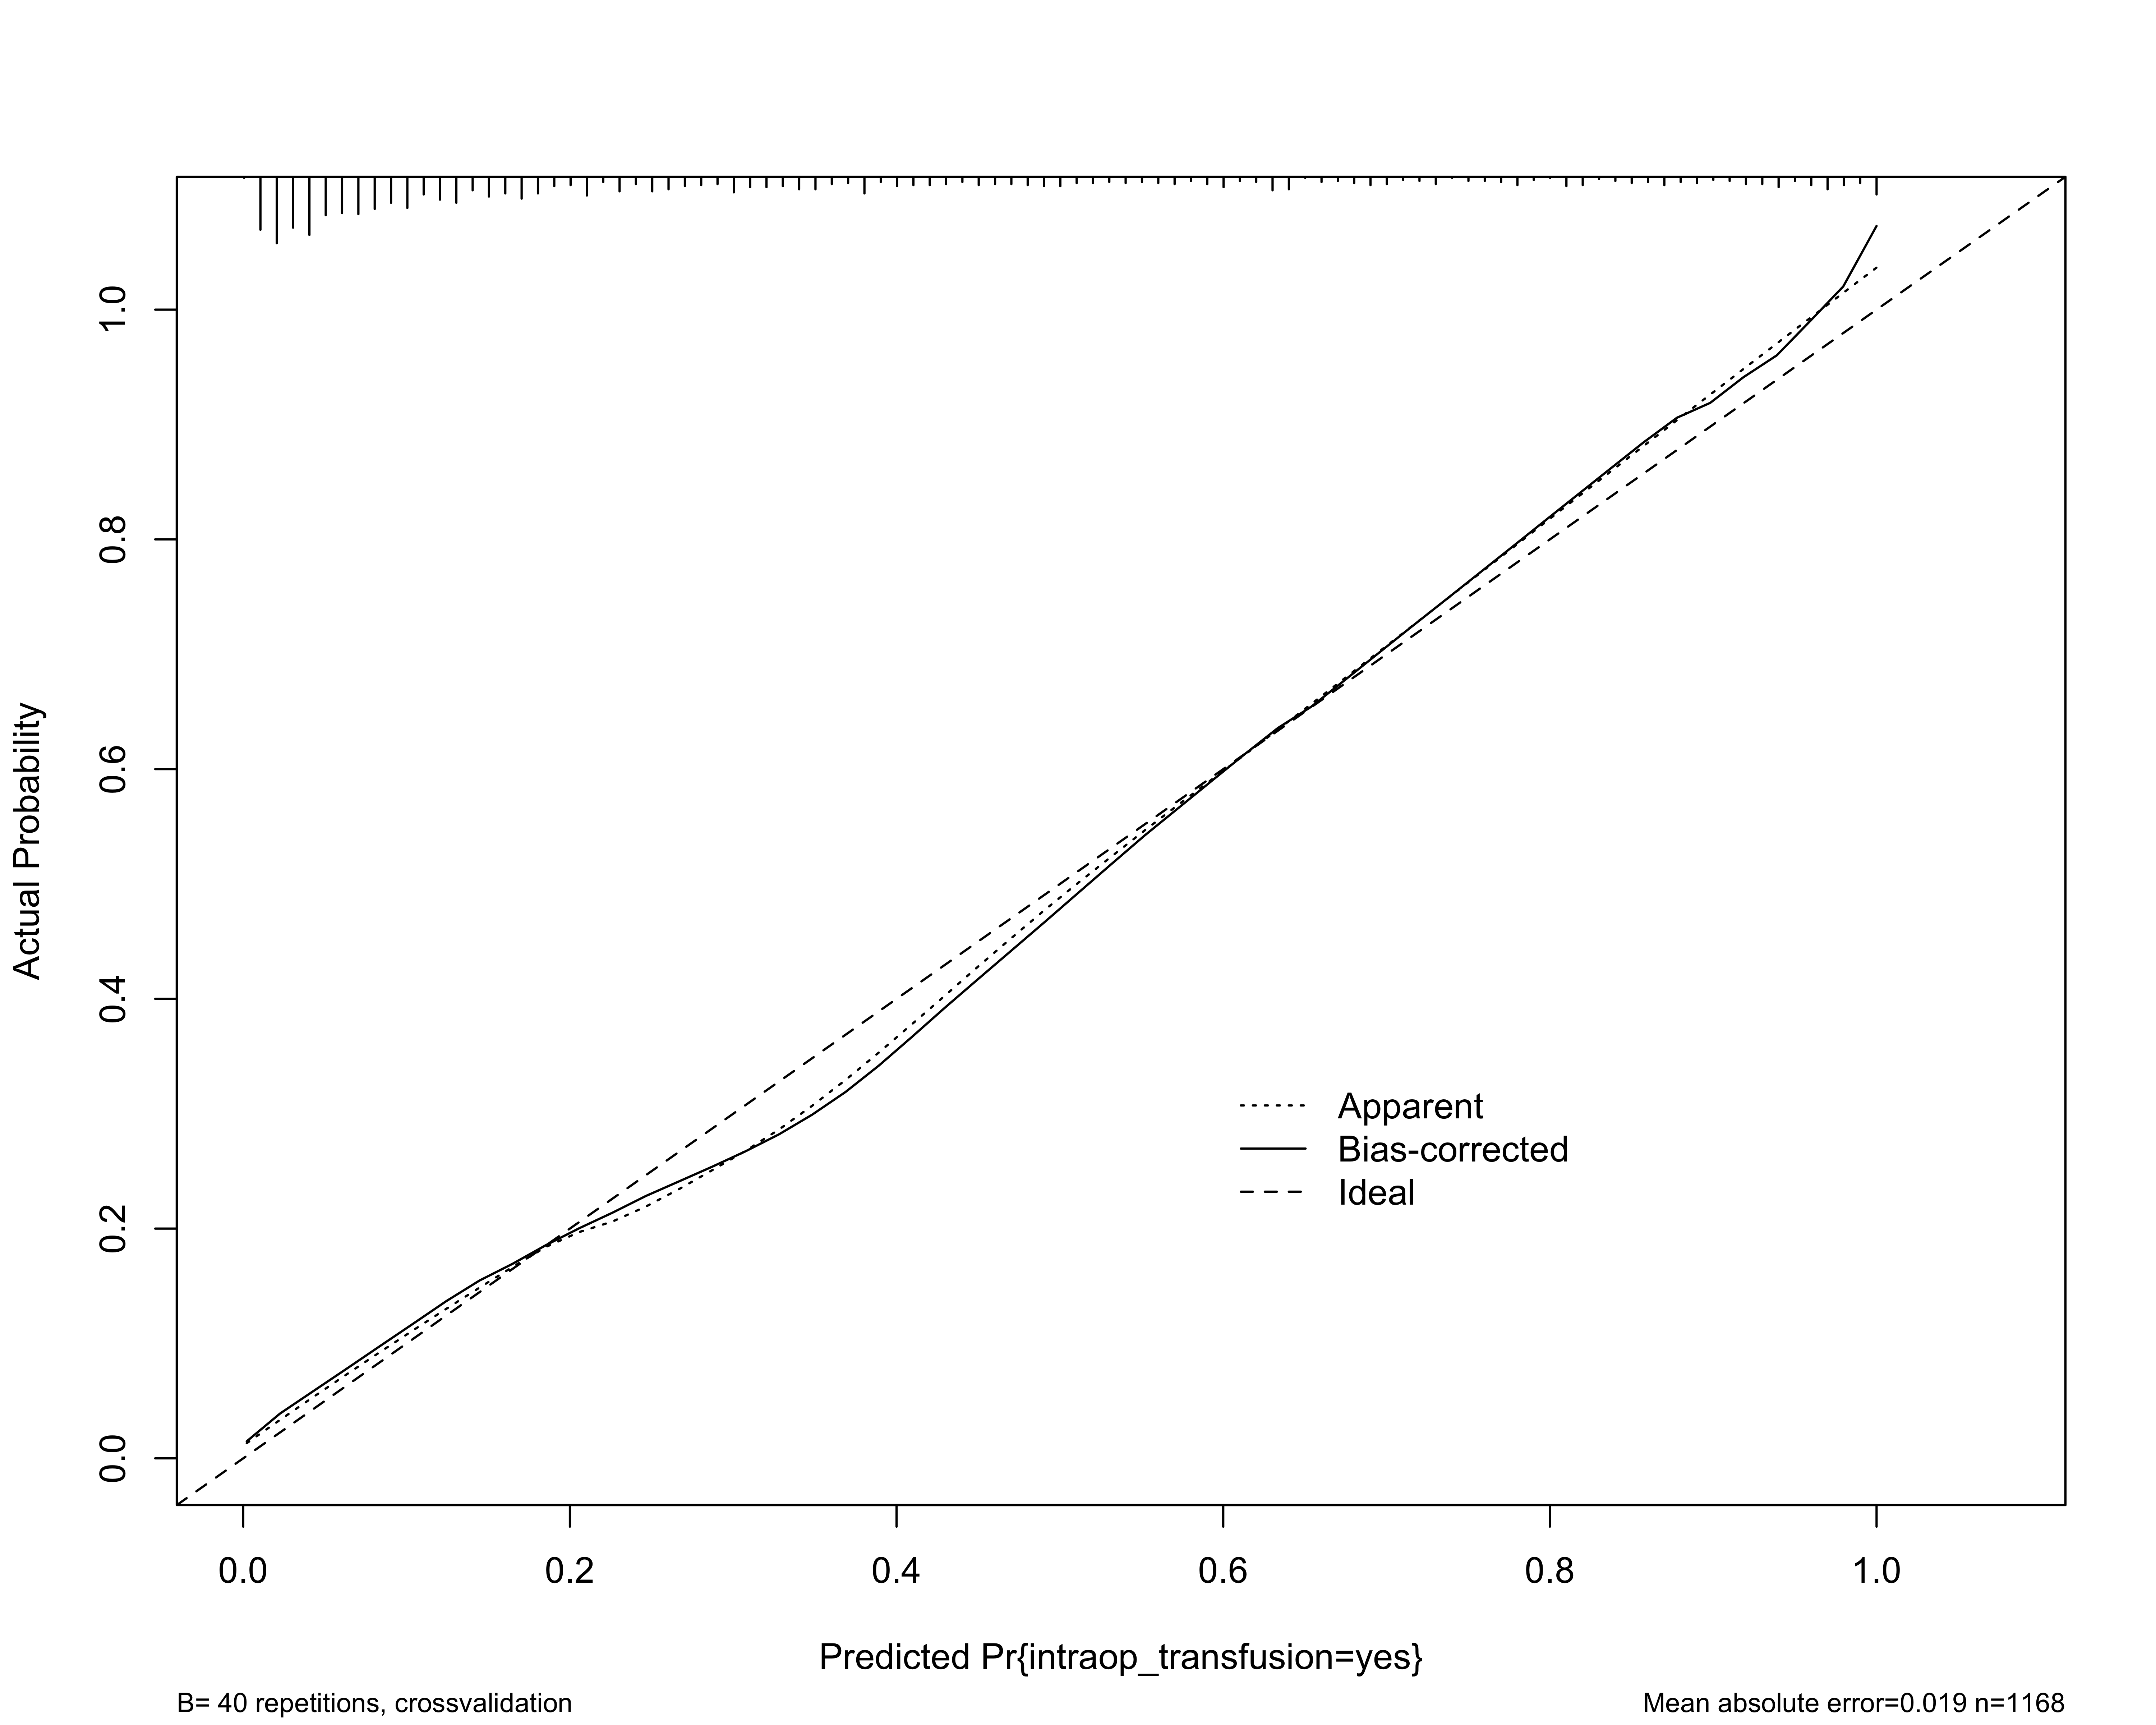 1.0
0.8
0.6
0.4
0.2
0.0
Actual Probability
Apparent
Bias-corrected
Ideal
0.0 0.2 0.4 0.6 0.8 1.0
Predicted Pr{intraop_transfusion=yes}
B= 40 repetitions, crossvalidation
Mean absolute error=0.019 n=1168